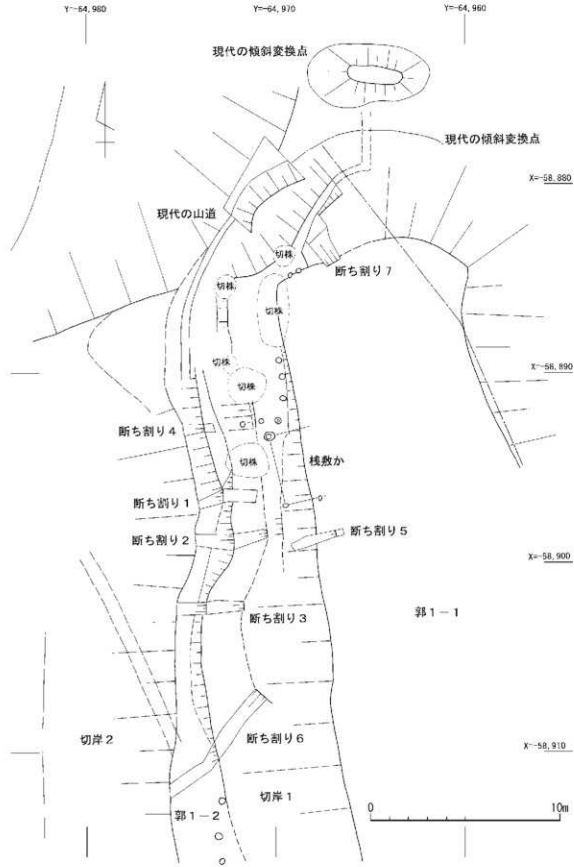 Y=-64,980
Y=-64,970
Y=-64,960
現代の傾斜変換点
現代の傾斜変換点
X=-58,880
現代の山道
切株
断ち割り7
切株
切株
X=-58,890
切株
切株
断ち割り4
切株
桟敷か
断ち割り1
断ち割り2
断ち割り5
X=-58,900
断ち割り3
郭1-1
切岸2
断ち割り6
X=-58,910
切岸1
郭1-2
0
10m